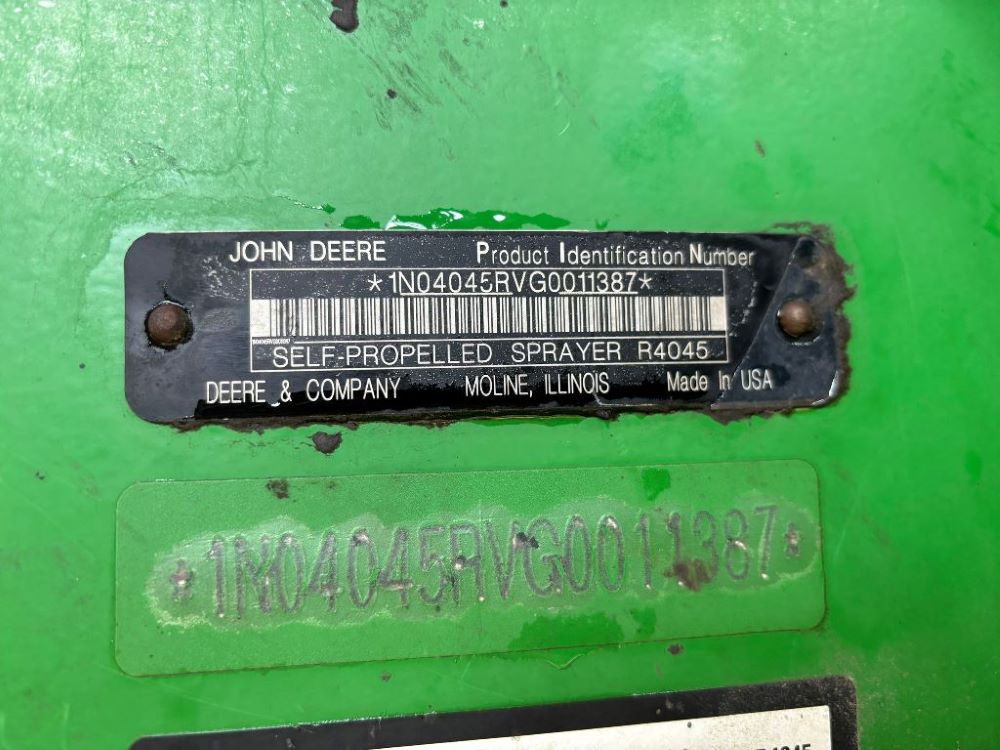 JOHN DEERE Product Identification Number
*1N04045RVG0011387*
SELF-PROPELLED SPRAYER R4045
DEERE & COMPANY MOLINE, ILLINOIS Made In USA
*1N04045RVG0011387*